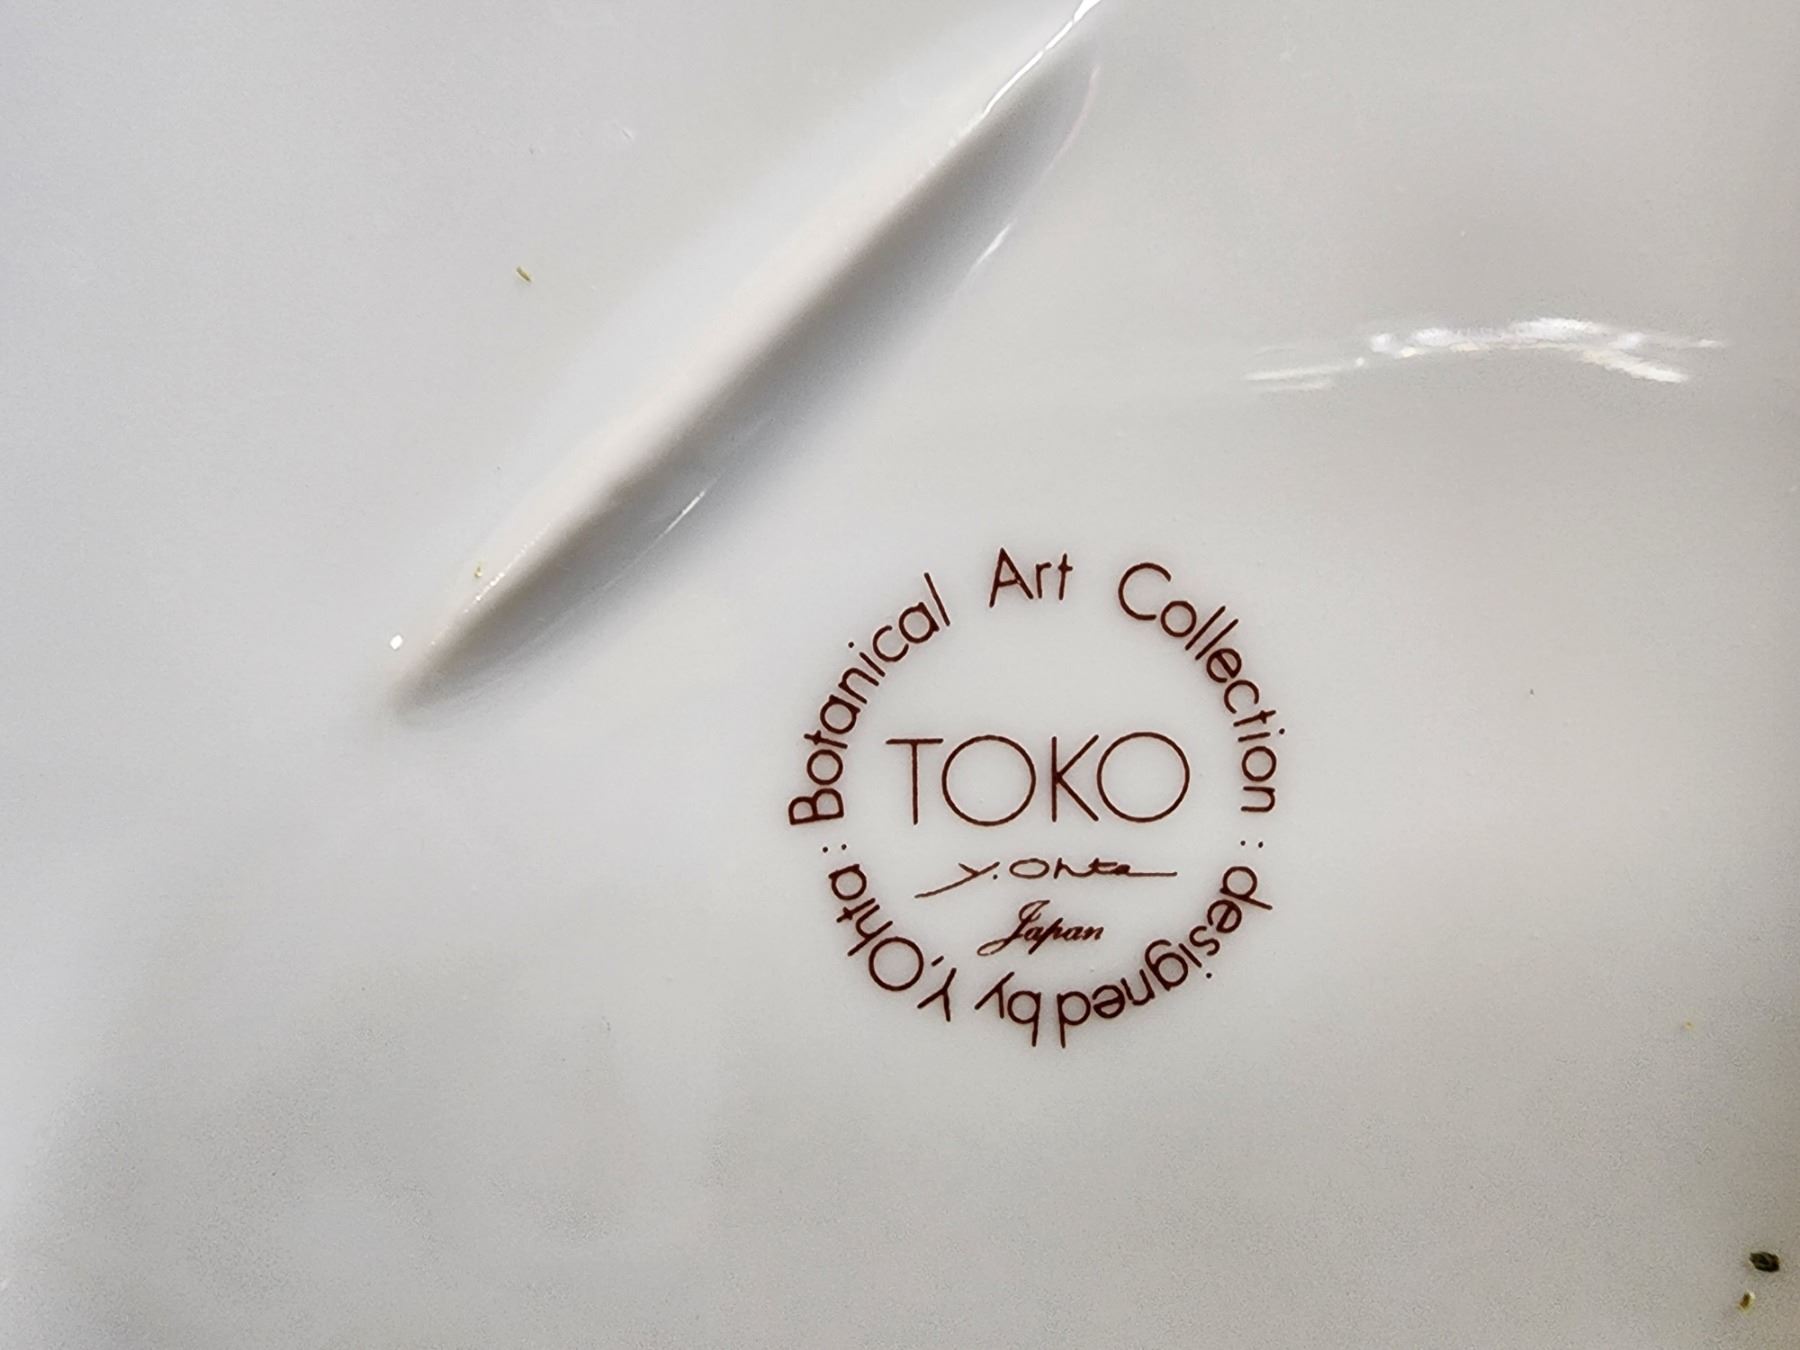 Botanical Art Collection
TOKO
Y. Ohta
Japan
: designed by Y.Ohta :